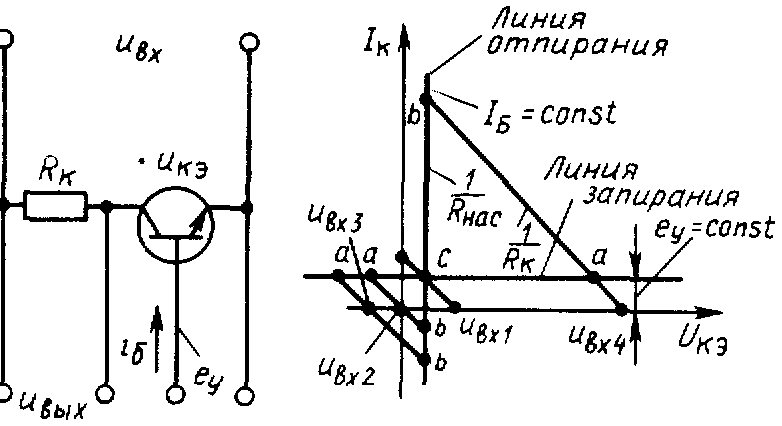 uвх
Rк
uкэ
iб
eу
uвых
Iк
Линия
отпирания
b
Iб = const
1
Rнас
1
Rк
Линия
запирания
eу = const
uвх3
a
a
c
a
b
b
uвх1
uвх2
uвх4
Uкэ